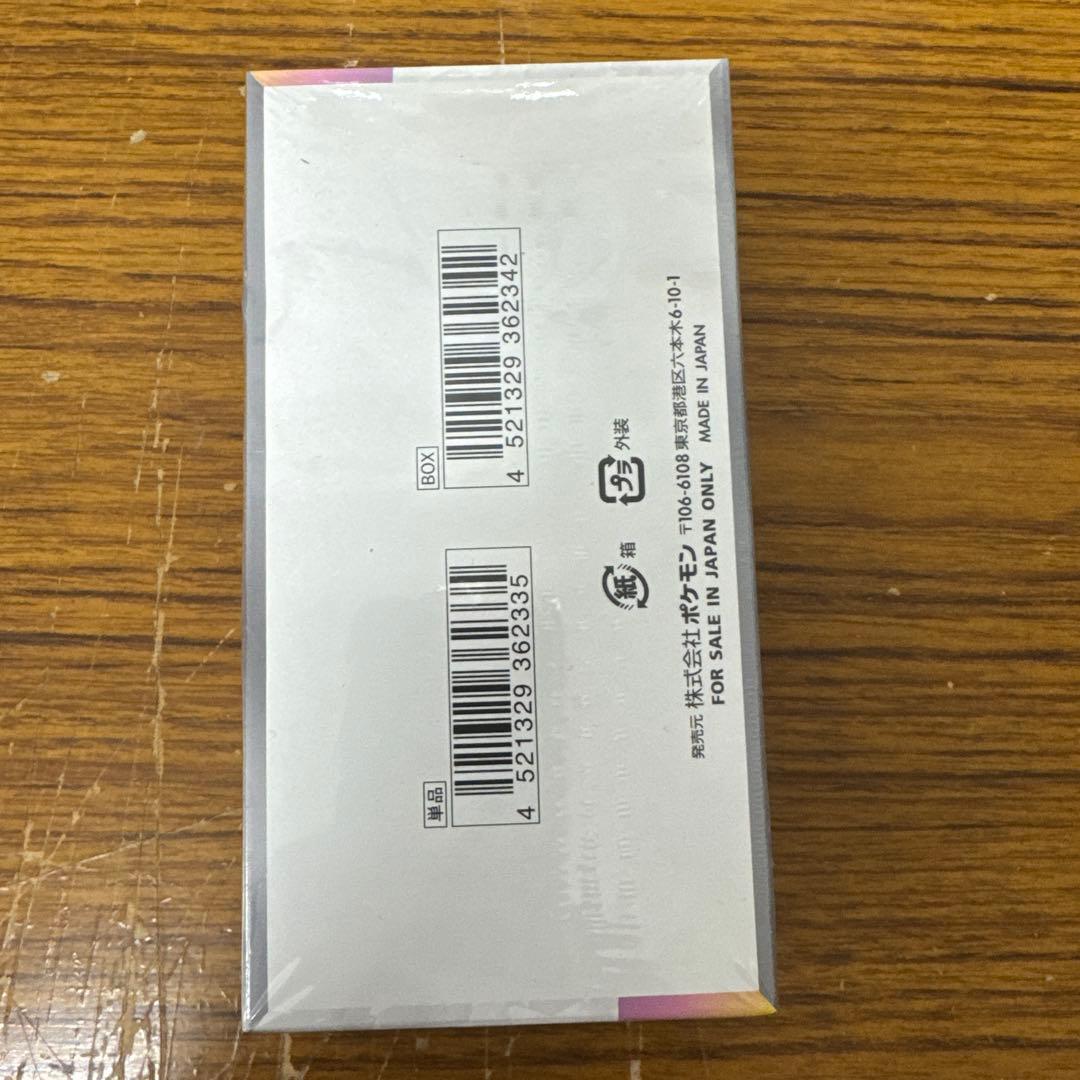 単品
4 521329 362335
BOX
4 521329 362342
紙 箱
プラ 外装
発売元 株式会社 ポケモン 〒106-6108 東京都港区六本木6-10-1
FOR SALE IN JAPAN ONLY MADE IN JAPAN